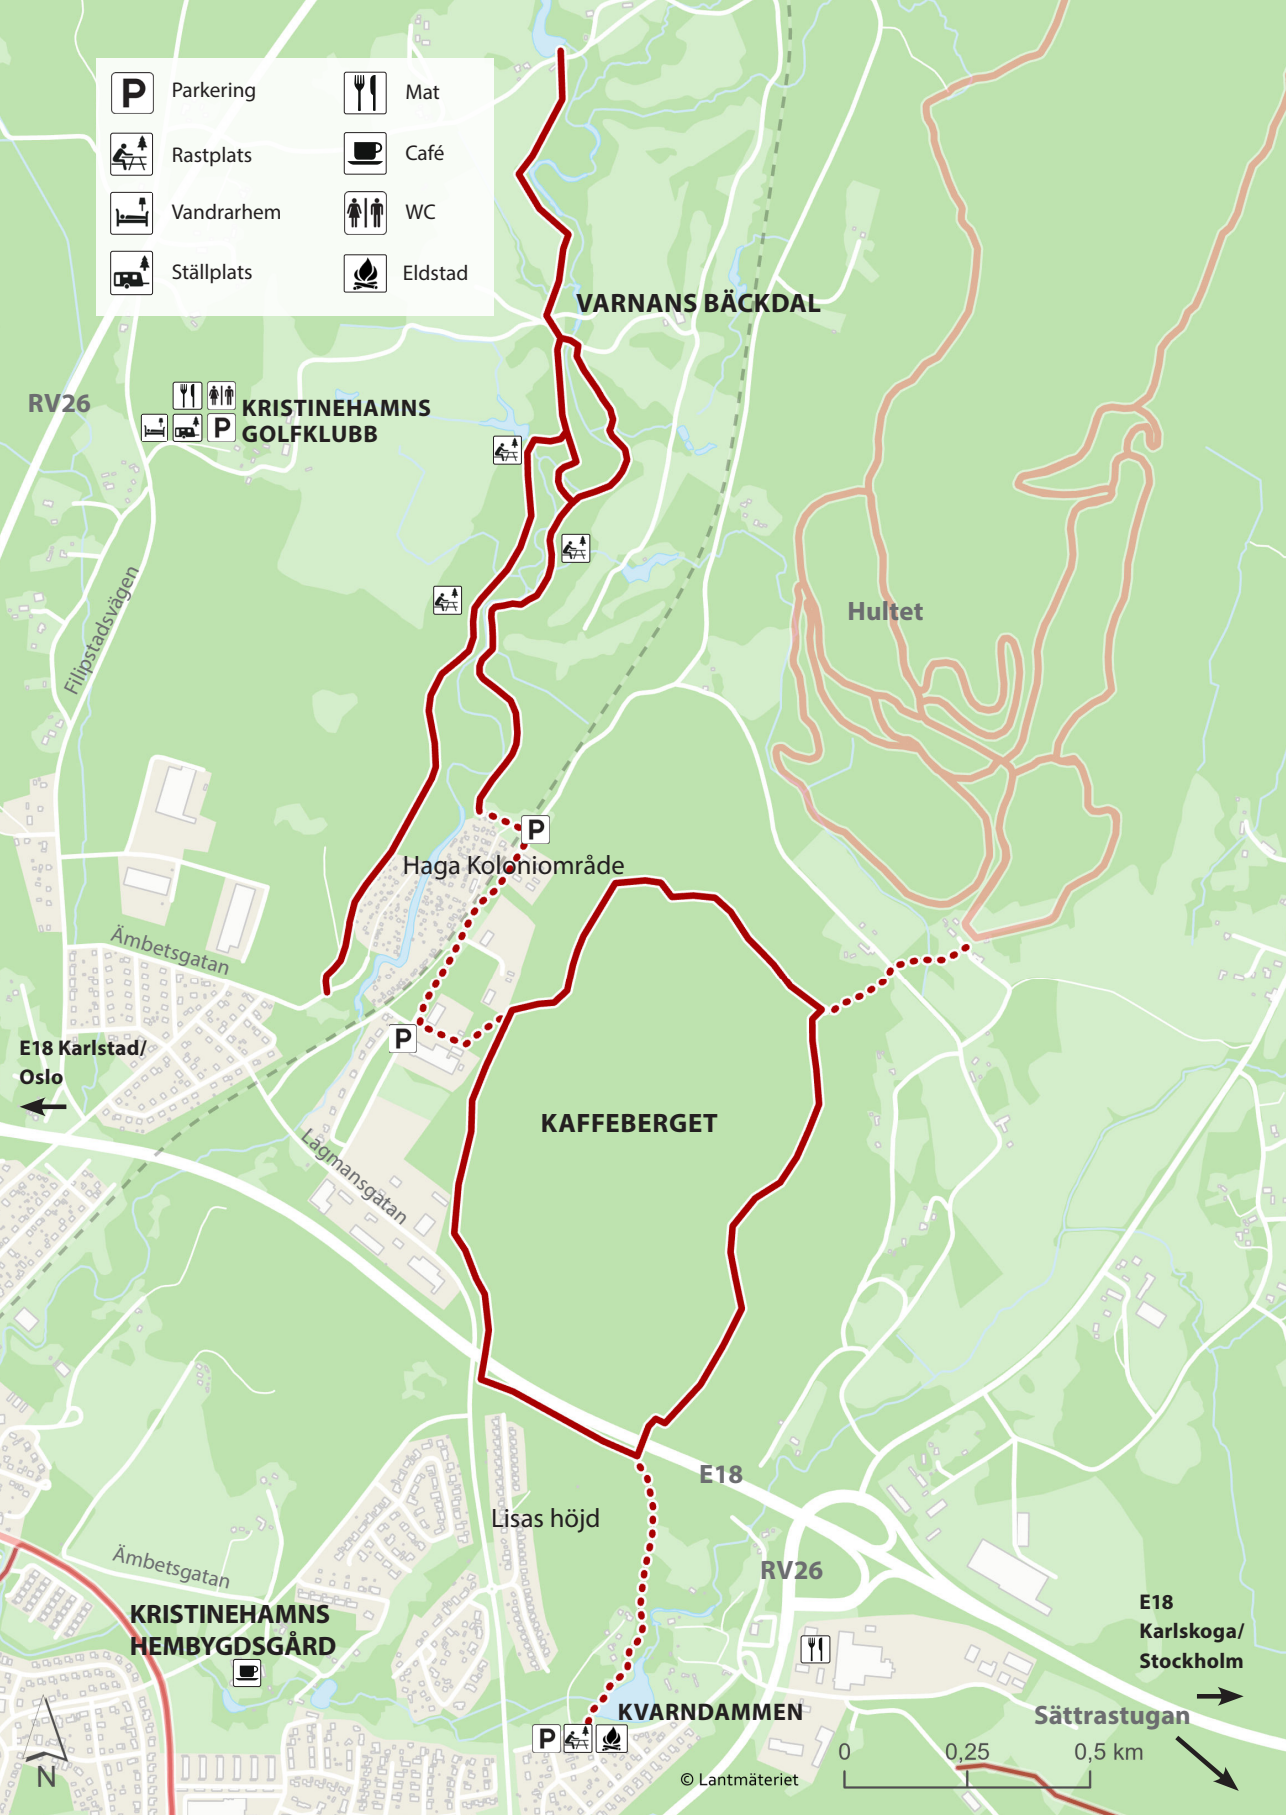 P Parkering
Mat
Rastplats
Café
Vandrarhem
WC
Ställplats
Eldstad
VARNANS BÄCKDAL
RV26
KRISTINEHAMNS
P GOLFKLUBB
Filipstadsvägen
Hultet
P
Haga Koloniområde
Ämbetsgatan
P
E18 Karlstad/
Oslo
KAFFEBERGET
Lagmansgatan
E18
Lisas höjd
Ämbetsgatan
RV26
KRISTINEHAMNS
HEMBYGDSGÅRD
E18
Karlskoga/
Stockholm
KVARNDAMMEN
P
Sättrastugan
0 0,25 0,5 km
N
© Lantmäteriet